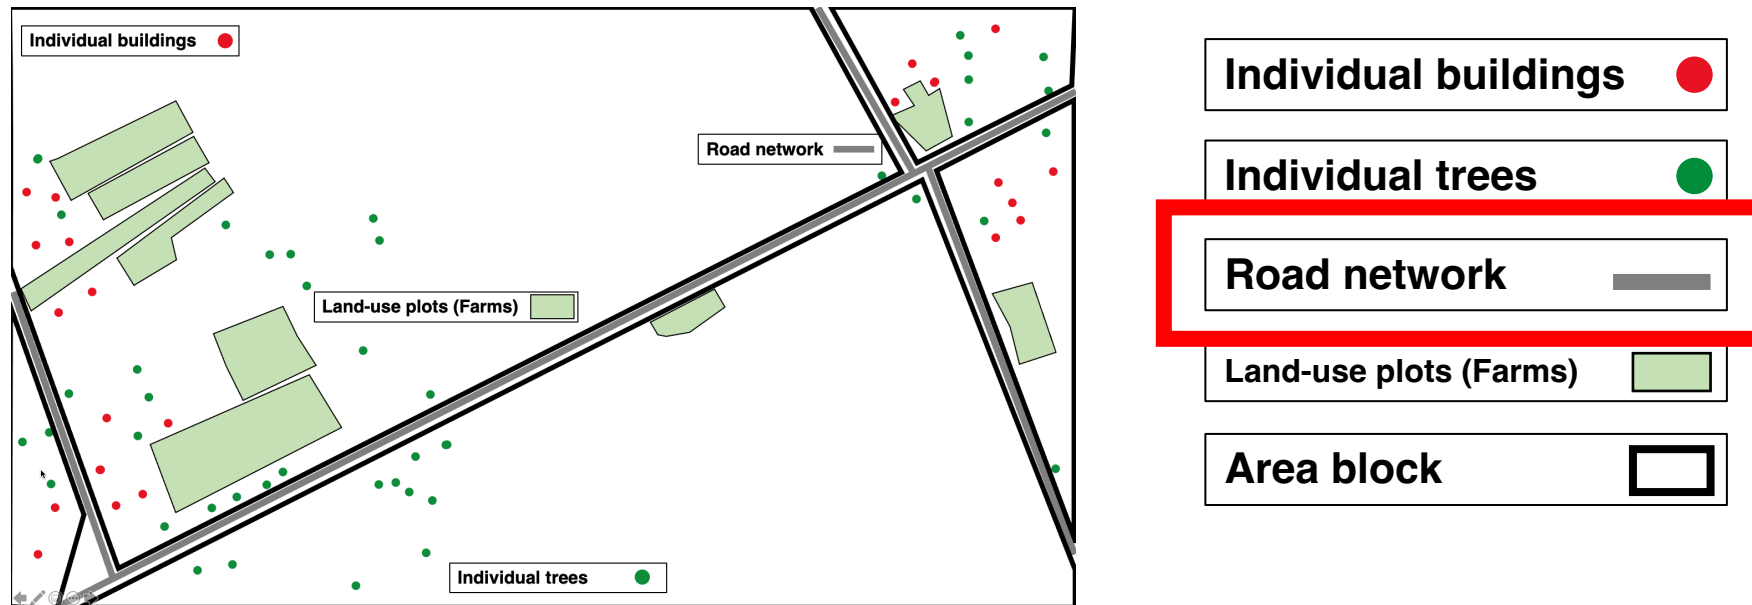 Individual buildings
Road network
Land-use plots (Farms)
Individual trees
Individual buildings
Individual trees
Road network
Land-use plots (Farms)
Area block